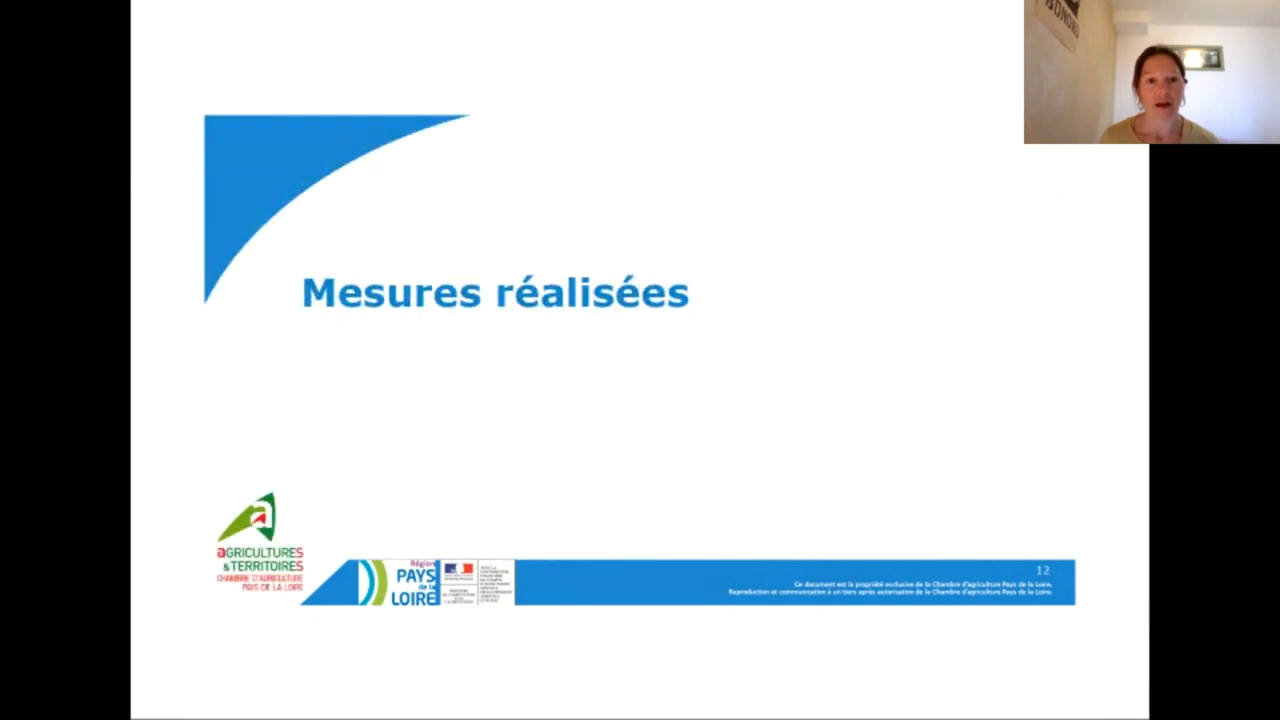 BONOBO
Mesures réalisées
aGRICULTURES
& TERRITOIRES
CHAMBRE D'AGRICULTURE
PAYS DE LA LOIRE
Région
PAYS
de la
LOIRE
12
Ce document est la propriété exclusive de la Chambre d'agriculture Pays de la Loire.
Reproduction et communication à un tiers après autorisation de la Chambre d'agriculture Pays de la Loire.